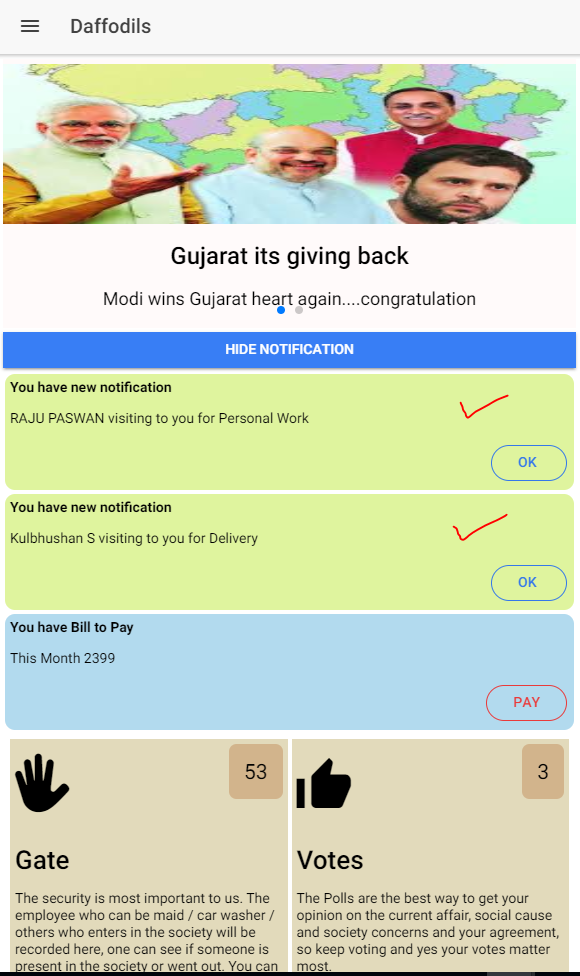 Daffodils
Gujarat its giving back
Modi wins Gujarat heart again....congratulation
HIDE NOTIFICATION
You have new notification
RAJU PASWAN visiting to you for Personal Work
OK
You have new notification
Kulbhushan S visiting to you for Delivery
OK
You have Bill to Pay
This Month 2399
PAY
53
Gate
The security is most important to us. The
employee who can be maid / car washer /
others who enters in the society will be
recorded here, one can see if someone is
present in the society or went out. You can
3
Votes
The Polls are the best way to get your
opinion on the current affair, social cause
and society concerns and your agreement,
so keep voting and yes your votes matter
most.